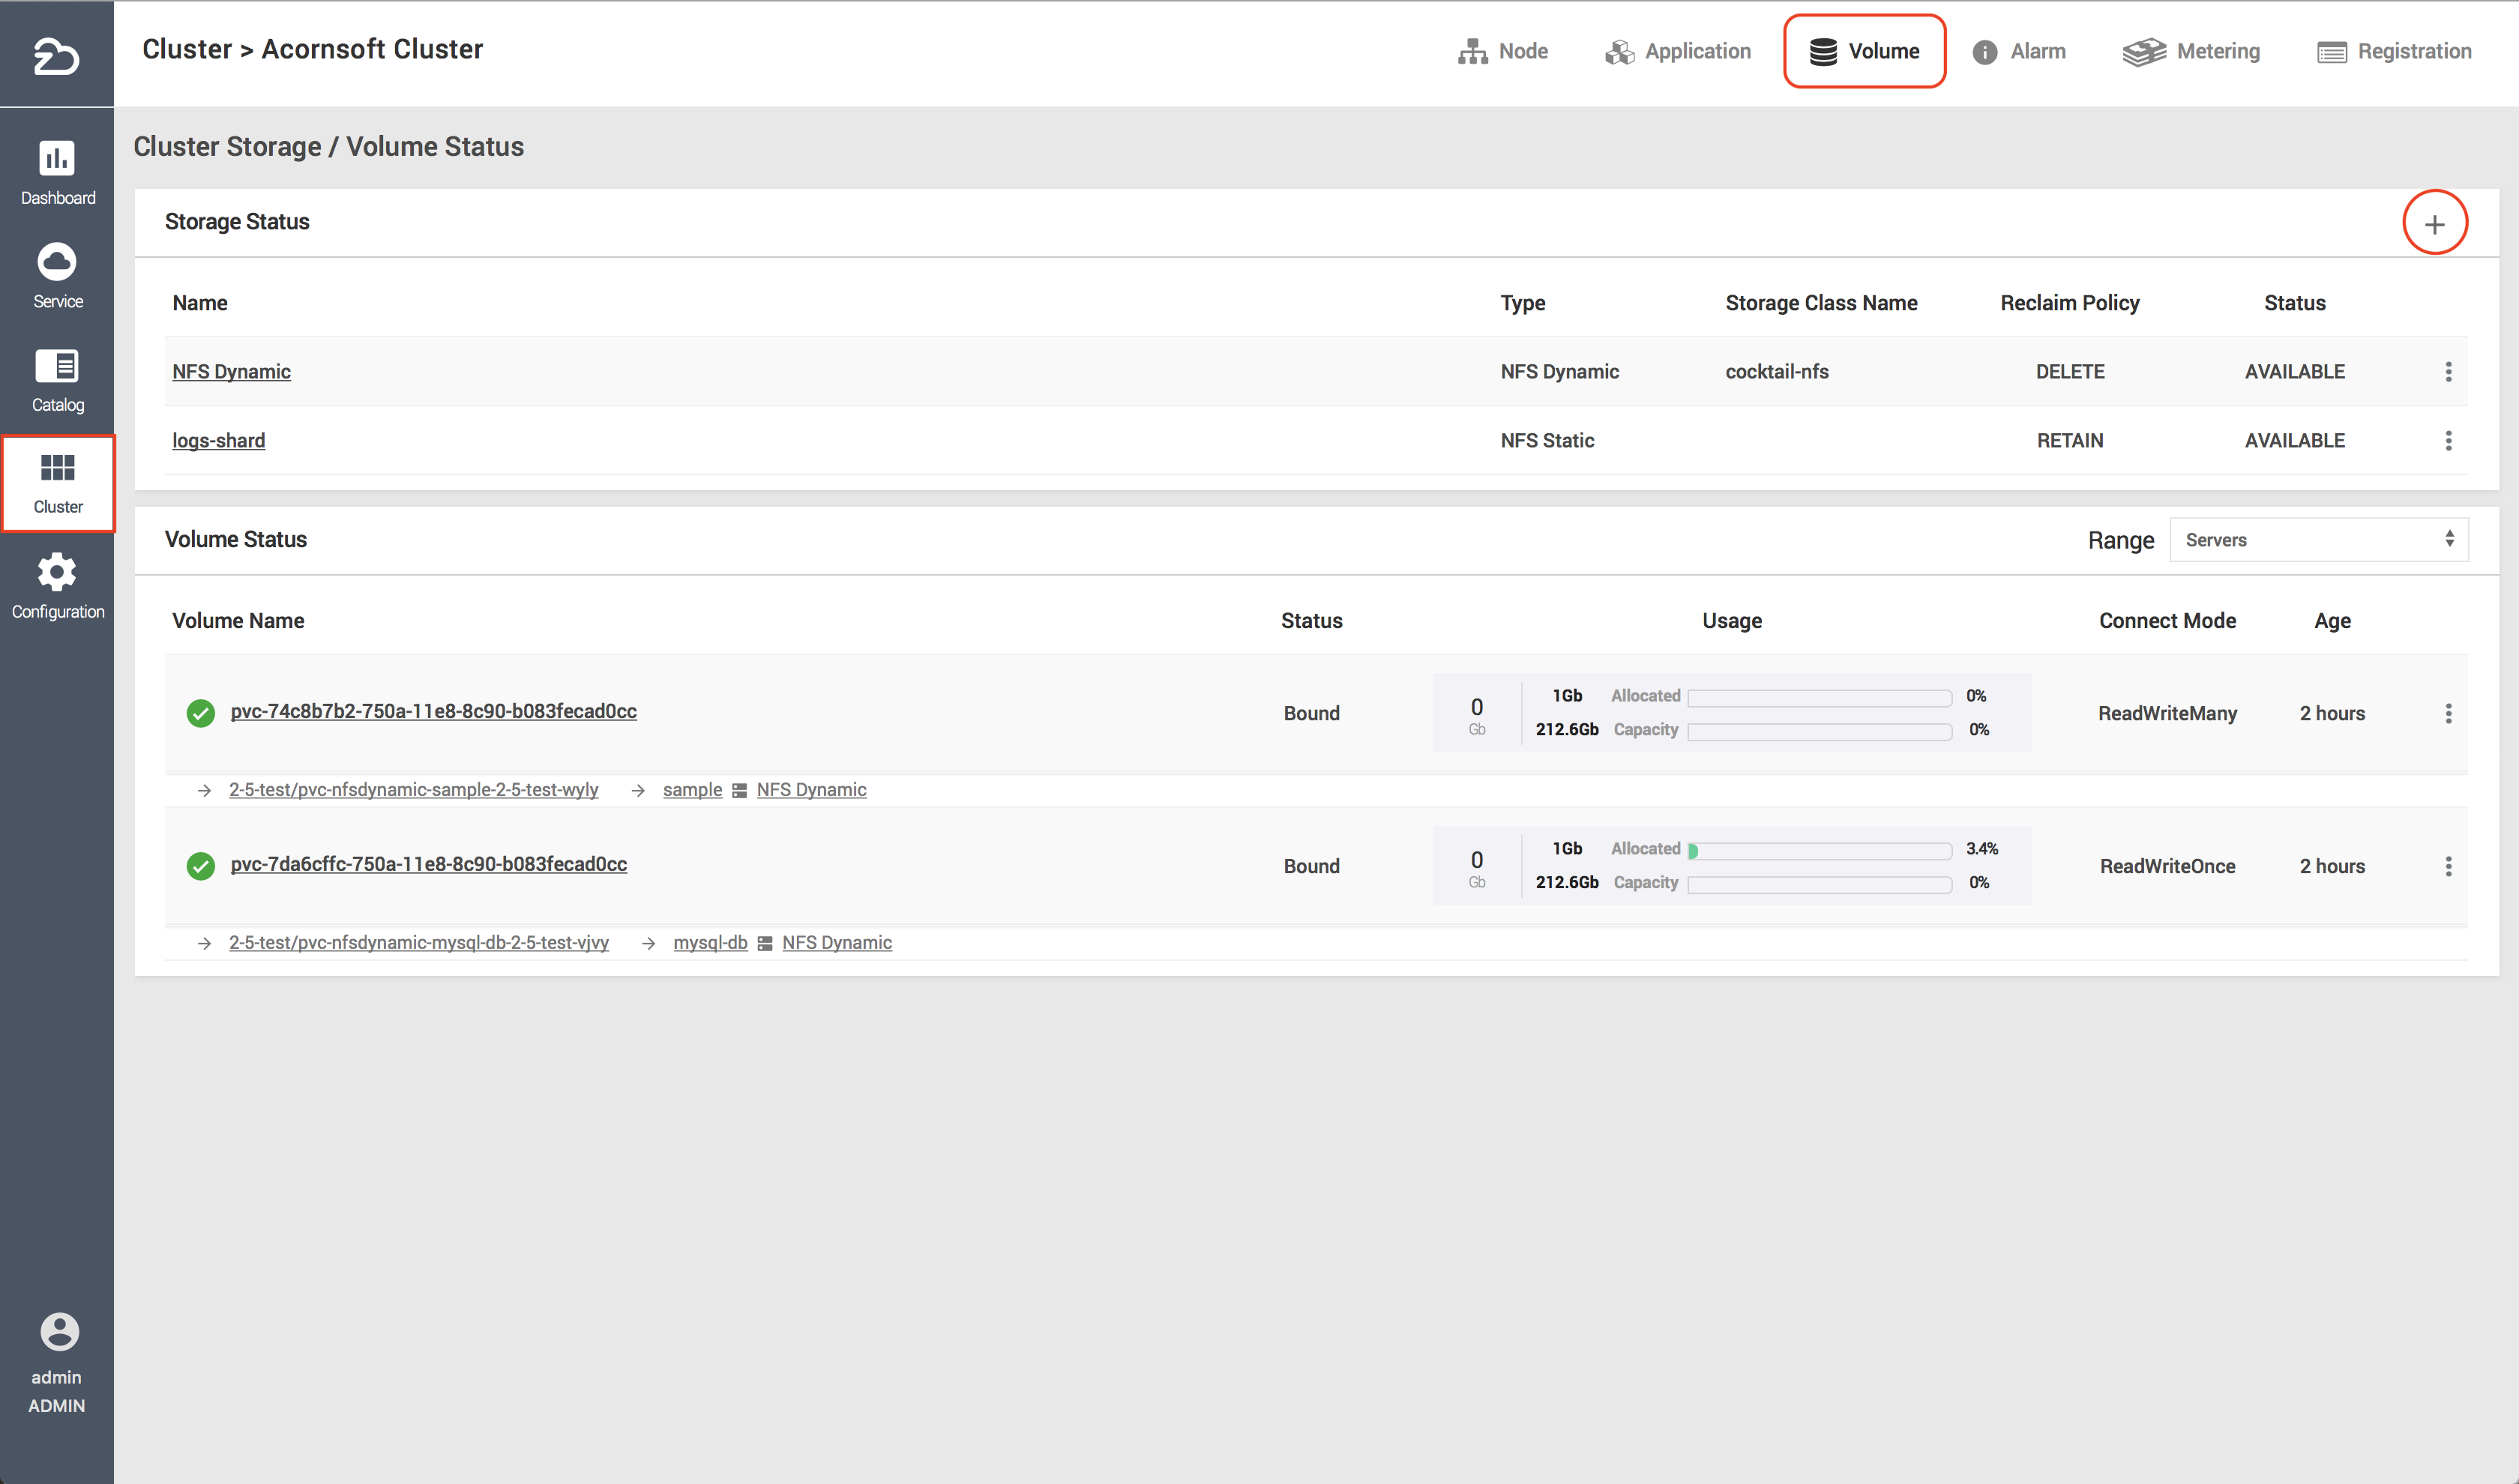 Cluster > Acornsoft Cluster
Node Application Volume Alarm Metering Registration
Dashboard
Service
Catalog
Cluster
Configuration
admin
ADMIN
Cluster Storage / Volume Status
Storage Status
Name Type Storage Class Name Reclaim Policy Status
NFS Dynamic NFS Dynamic cocktail-nfs DELETE AVAILABLE
logs-shard NFS Static RETAIN AVAILABLE
Volume Status Range Servers
Volume Name Status Usage Connect Mode Age
pvc-74c8b7b2-750a-11e8-8c90-b083fecad0cc Bound 0 Gb 1Gb Allocated 0% 212.6Gb Capacity 0% ReadWriteMany 2 hours
2-5-test/pvc-nfsdynamic-sample-2-5-test-wyly sample NFS Dynamic
pvc-7da6cffc-750a-11e8-8c90-b083fecad0cc Bound 0 Gb 1Gb Allocated 3.4% 212.6Gb Capacity 0% ReadWriteOnce 2 hours
2-5-test/pvc-nfsdynamic-mysql-db-2-5-test-vjvy mysql-db NFS Dynamic